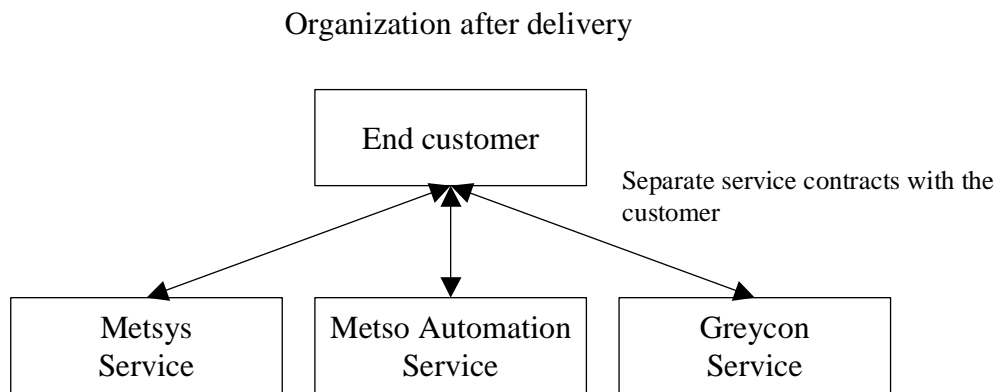 Organization after delivery
End customer
Separate service contracts with the
customer
Metsys
Service
Metso Automation
Service
Greycon
Service